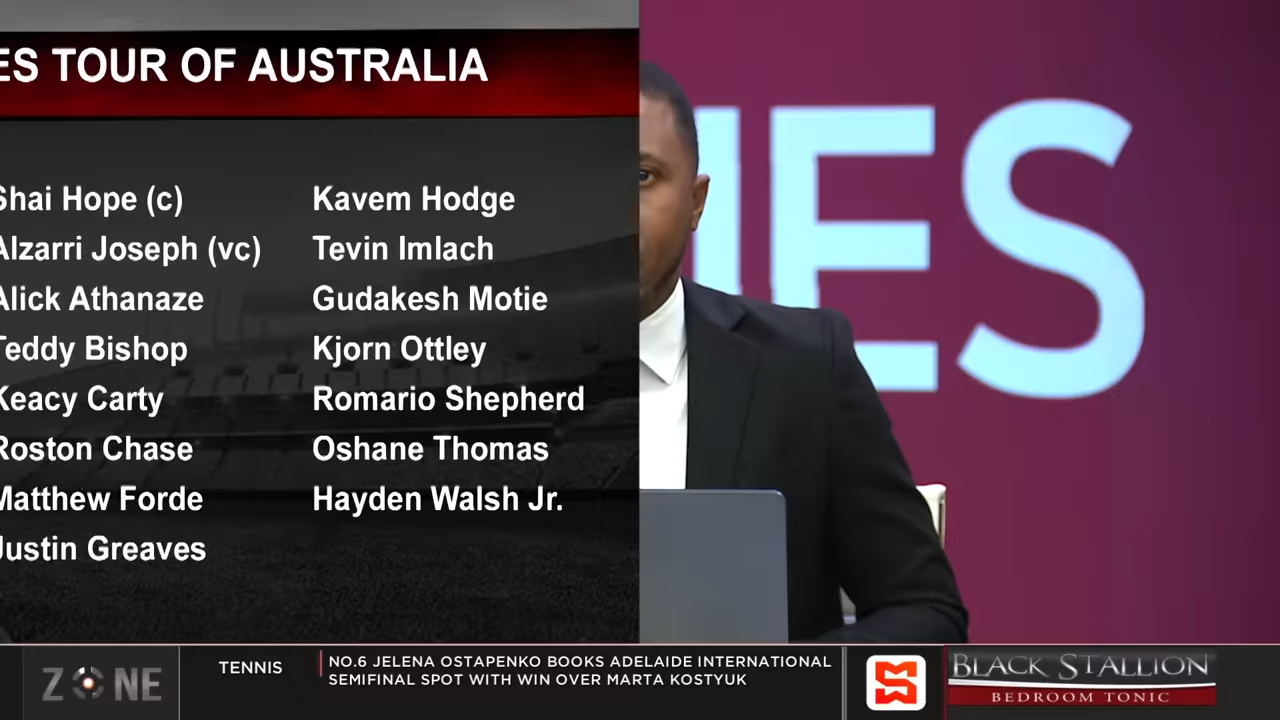 ES TOUR OF AUSTRALIA
Shai Hope (c)
Alzarri Joseph (vc)
Alick Athanaze
Teddy Bishop
Keacy Carty
Roston Chase
Matthew Forde
Justin Greaves
Kavem Hodge
Tevin Imlach
Gudakesh Motie
Kjorn Ottley
Romario Shepherd
Oshane Thomas
Hayden Walsh Jr.
IES
ZONE
TENNIS
NO.6 JELENA OSTAPENKO BOOKS ADELAIDE INTERNATIONAL
SEMIFINAL SPOT WITH WIN OVER MARTA KOSTYUK
BLACK STALLION
BEDROOM TONIC